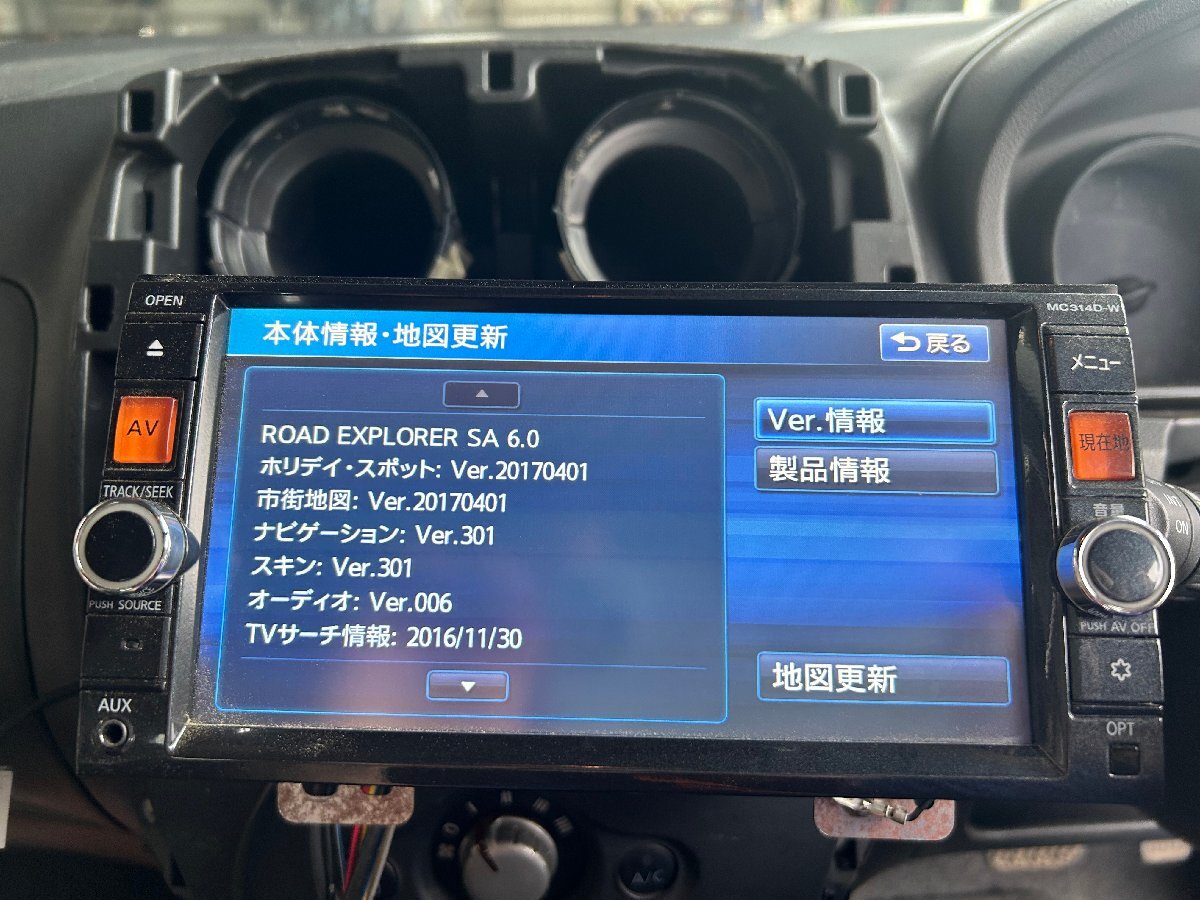 OPEN
MC314D-W
本体情報・地図更新
戻る
メニュー
AV
現在地
ROAD EXPLORER SA 6.0
Ver.情報
ホリデイ・スポット: Ver.20170401
製品情報
市街地図: Ver.20170401
TRACK/SEEK
音量
ナビゲーション: Ver.301
ON
スキン: Ver.301
オーディオ: Ver.006
PUSH SOURCE
PUSH AV OFF
TVサーチ情報: 2016/11/30
地図更新
AUX
OPT
A/C